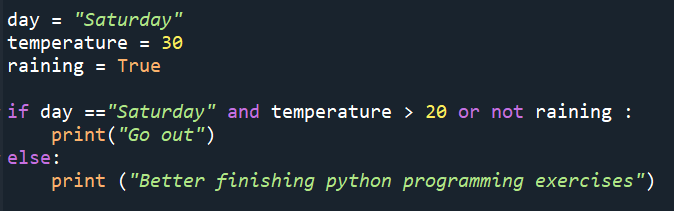 day = "Saturday"
temperature = 30
raining = True

if day =="Saturday" and temperature > 20 or not raining :
    print("Go out")
else:
    print ("Better finishing python programming exercises")